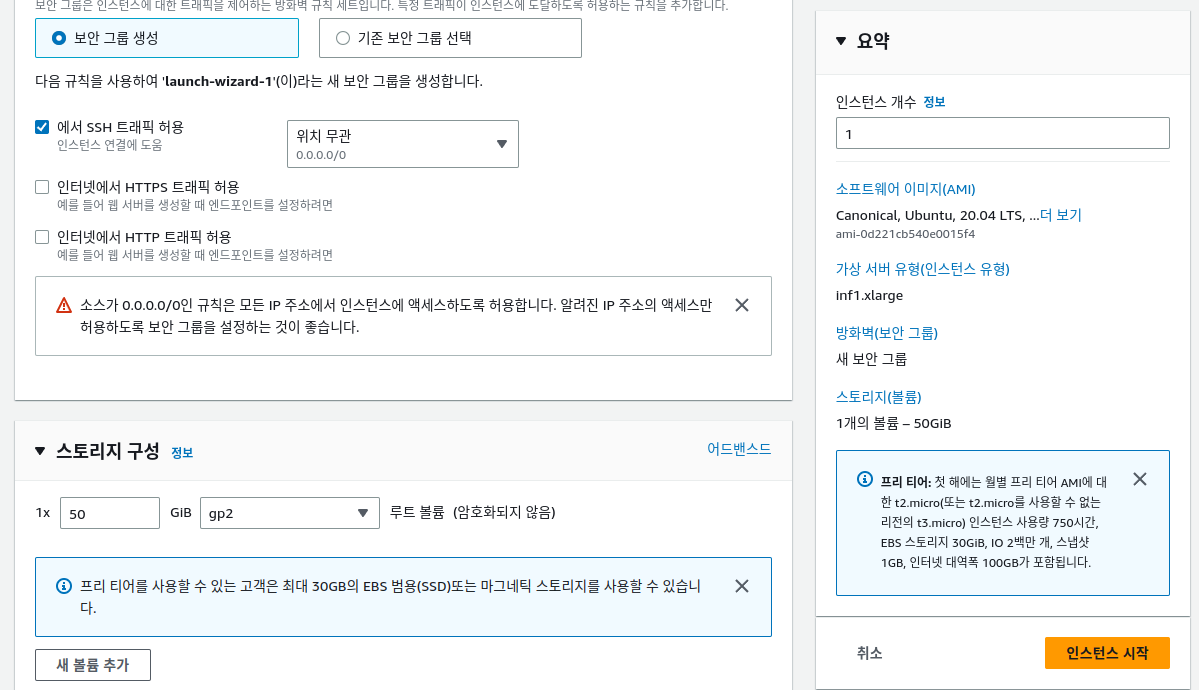 보안 그룹은 인스턴스에 대한 트래픽을 제어하는 방화벽 규칙 세트입니다. 특정 트래픽이 인스턴스에 도달하도록 허용하는 규칙을 추가합니다.
보안 그룹 생성
기존 보안 그룹 선택
다음 규칙을 사용하여 'launch-wizard-1'(이)라는 새 보안 그룹을 생성합니다.
에서 SSH 트래픽 허용
인스턴스 연결에 도움
위치 무관
0.0.0.0/0
인터넷에서 HTTPS 트래픽 허용
예를 들어 웹 서버를 생성할 때 엔드포인트를 설정하려면
인터넷에서 HTTP 트래픽 허용
예를 들어 웹 서버를 생성할 때 엔드포인트를 설정하려면
소스가 0.0.0.0/0인 규칙은 모든 IP 주소에서 인스턴스에 액세스하도록 허용합니다. 알려진 IP 주소의 액세스만
허용하도록 보안 그룹을 설정하는 것이 좋습니다.
스토리지 구성 정보
어드밴스드
1x 50 GiB gp2 루트 볼륨 (암호화되지 않음)
프리 티어를 사용할 수 있는 고객은 최대 30GB의 EBS 범용(SSD)또는 마그네틱 스토리지를 사용할 수 있습니
다.
새 볼륨 추가
요약
인스턴스 개수 정보
1
소프트웨어 이미지(AMI)
Canonical, Ubuntu, 20.04 LTS, ...더 보기
ami-0d221cb540e0015f4
가상 서버 유형(인스턴스 유형)
inf1.xlarge
방화벽(보안 그룹)
새 보안 그룹
스토리지(볼륨)
1개의 볼륨 – 50GiB
프리 티어: 첫 해에는 월별 프리 티어 AMI에 대
한 t2.micro(또는 t2.micro를 사용할 수 없는
리전의 t3.micro) 인스턴스 사용량 750시간,
EBS 스토리지 30GiB, IO 2백만 개, 스냅샷
1GB, 인터넷 대역폭 100GB가 포함됩니다.
취소
인스턴스 시작